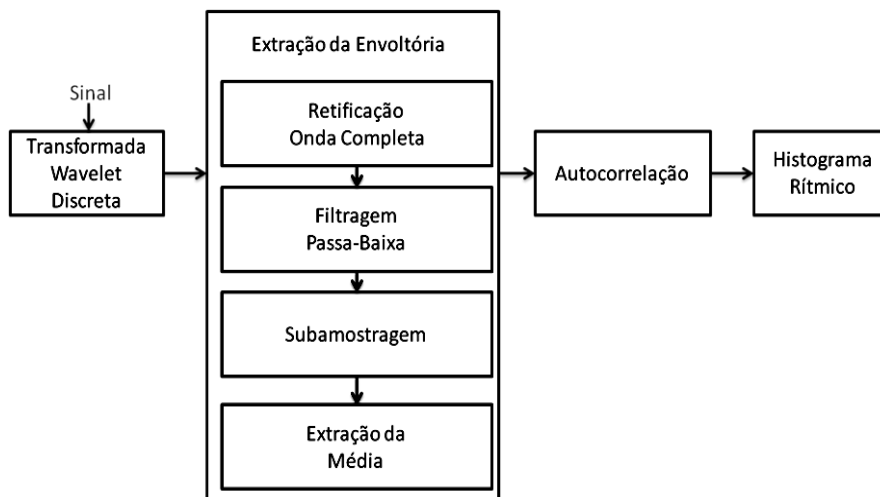 Sinal
Transformada
Wavelet
Discreta
Extração da Envoltória
Retificação
Onda Completa
Filtragem
Passa-Baixa
Subamostragem
Extração da
Média
Autocorrelação
Histograma
Rítmico